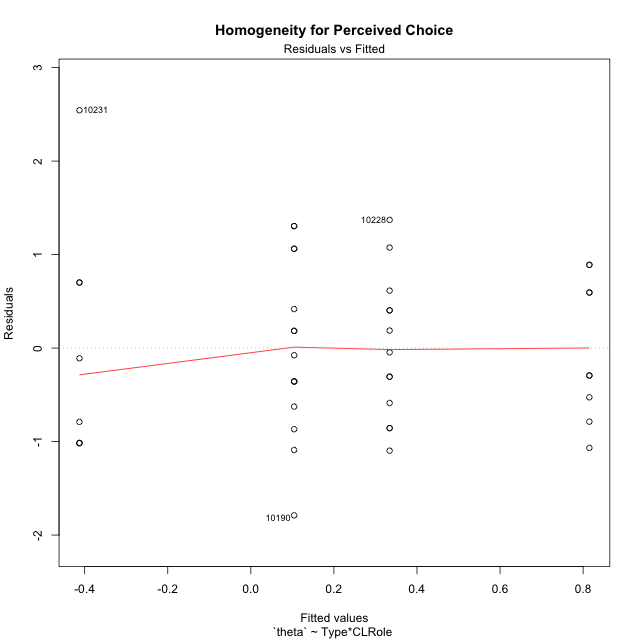 Homogeneity for Perceived Choice
Residuals vs Fitted
3
2
1
0
-1
-2
Residuals
10231
10228
10190
-0.4 -0.2 0.0 0.2 0.4 0.6 0.8
Fitted values
`theta` ~ Type*CLRole